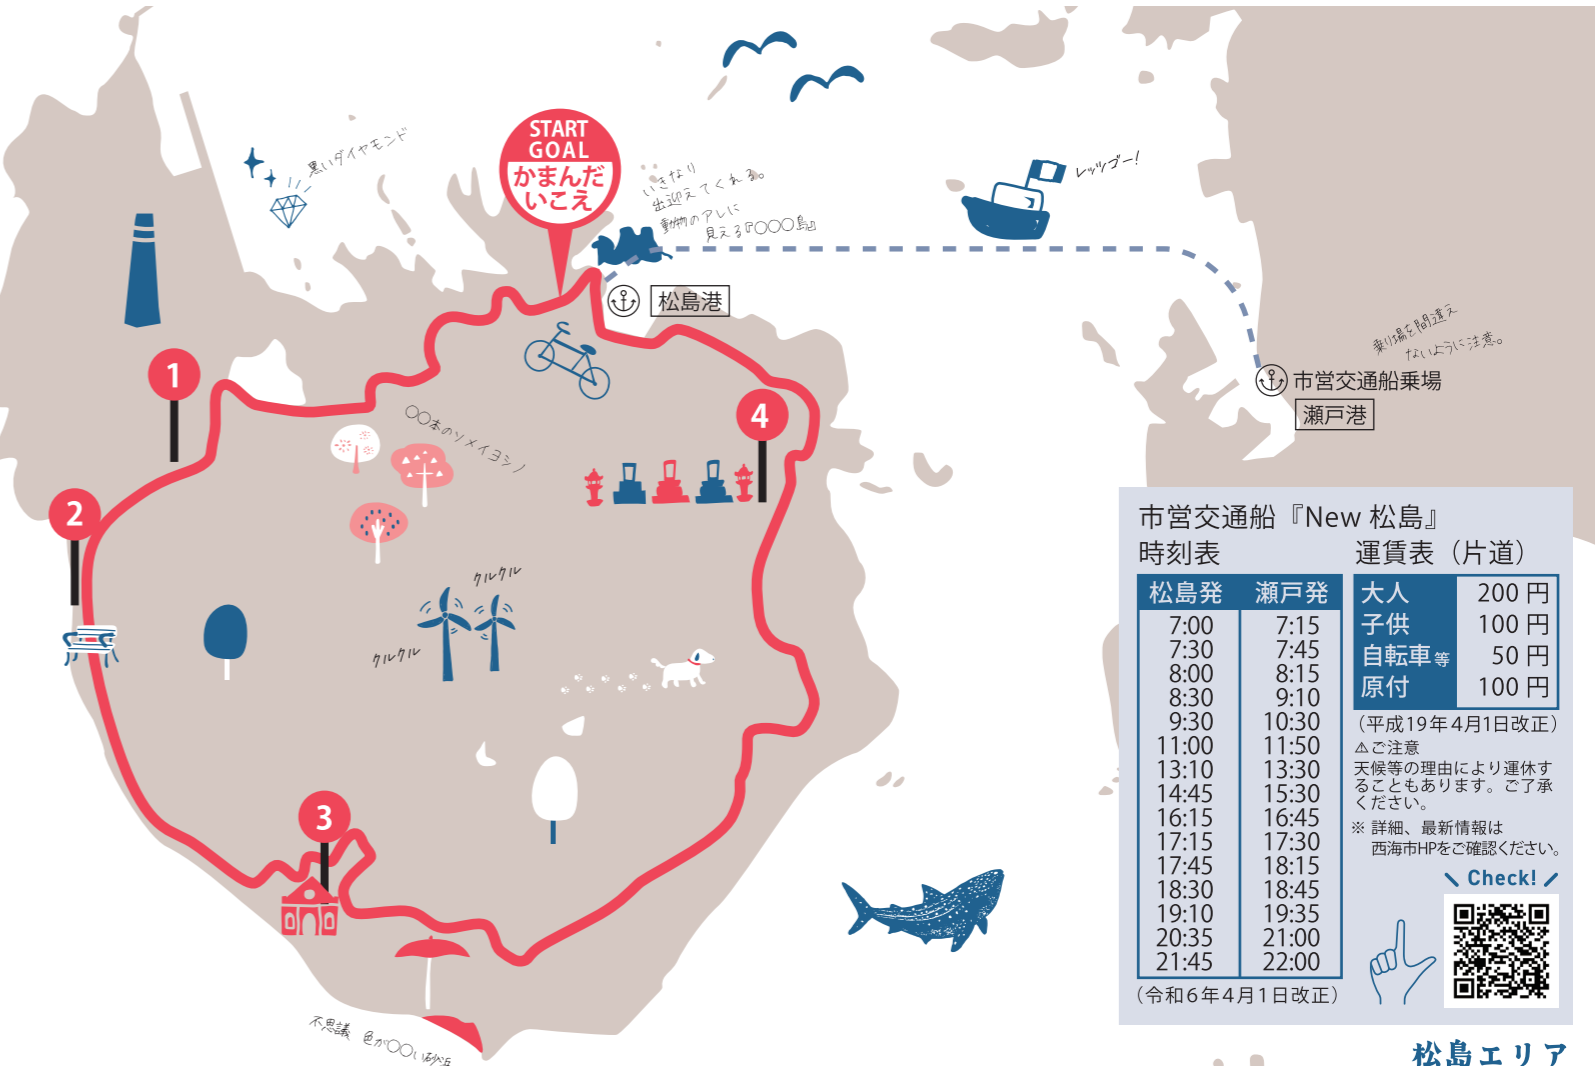 START
GOAL
かまんだ
いこえ
黒いダイヤモンド
いきなり
出迎えてくれる。
動物のアレに
見える『〇〇〇島』
レッツゴー!
松島港
乗り場を間違え
ないように注意。
市営交通船乗場
瀬戸港
1
2
3
4
〇〇本のソメイヨシノ
クルクル
クルクル
不思議 色が〇〇い砂浜
市営交通船『New 松島』
時刻表
松島発 瀬戸発
7:00 7:15
7:30 7:45
8:00 8:15
8:30 9:10
9:30 10:30
11:00 11:50
13:10 13:30
14:45 15:30
16:15 16:45
17:15 17:30
17:45 18:15
18:30 18:45
19:10 19:35
20:35 21:00
21:45 22:00
(令和6年4月1日改正)
運賃表(片道)
大人 200円
子供 100円
自転車等 50円
原付 100円
(平成19年4月1日改正)
⚠ご注意
天候等の理由により運休す
ることもあります。ご了承
ください。
※ 詳細、最新情報は
西海市HPをご確認ください。
Check!
松島エリア